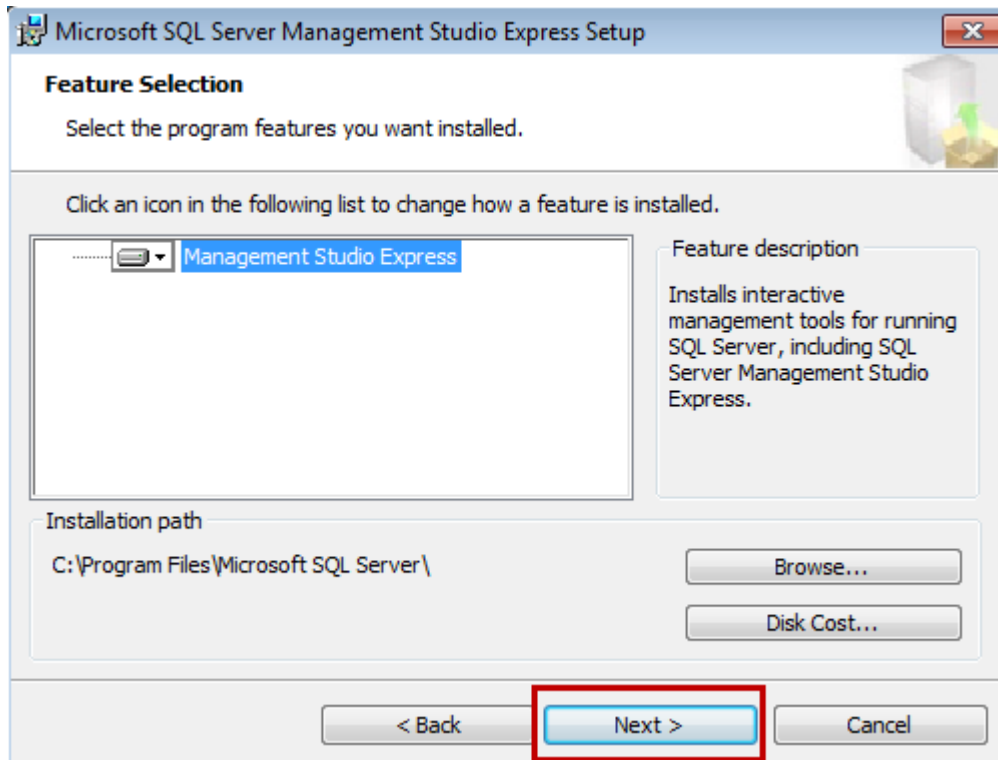 Microsoft SQL Server Management Studio Express Setup
Feature Selection
Select the program features you want installed.
Click an icon in the following list to change how a feature is installed.
Management Studio Express
Feature description
Installs interactive
management tools for running
SQL Server, including SQL
Server Management Studio
Express.
Installation path
C:\Program Files\Microsoft SQL Server\
Browse...
Disk Cost...
< Back
Next >
Cancel